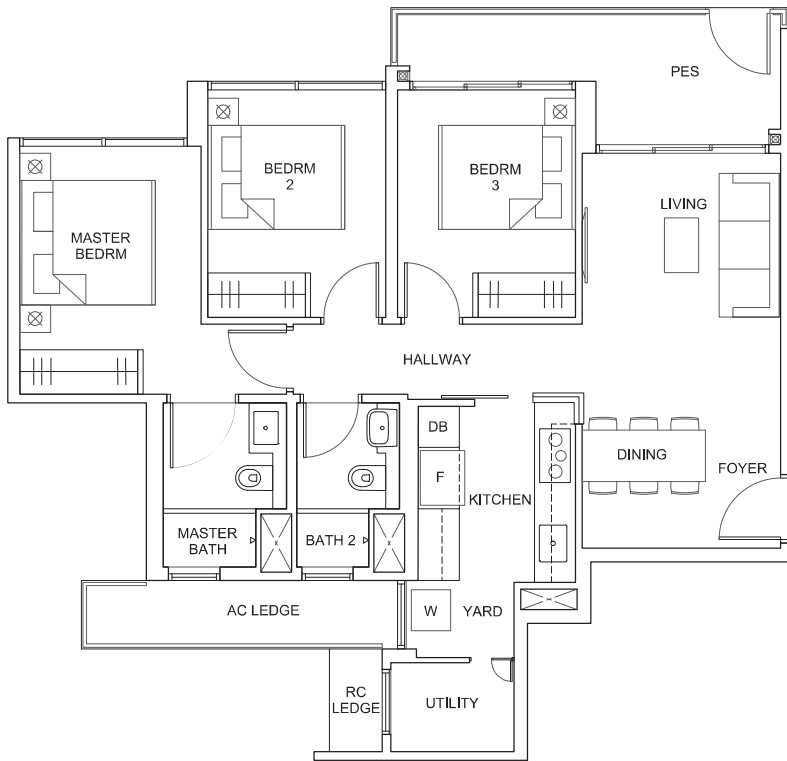 PES
BEDRM
2
BEDRM
3
LIVING
MASTER
BEDRM
HALLWAY
DB
F
KITCHEN
DINING
FOYER
MASTER
BATH
BATH 2
AC LEDGE
W
YARD
RC
LEDGE
UTILITY